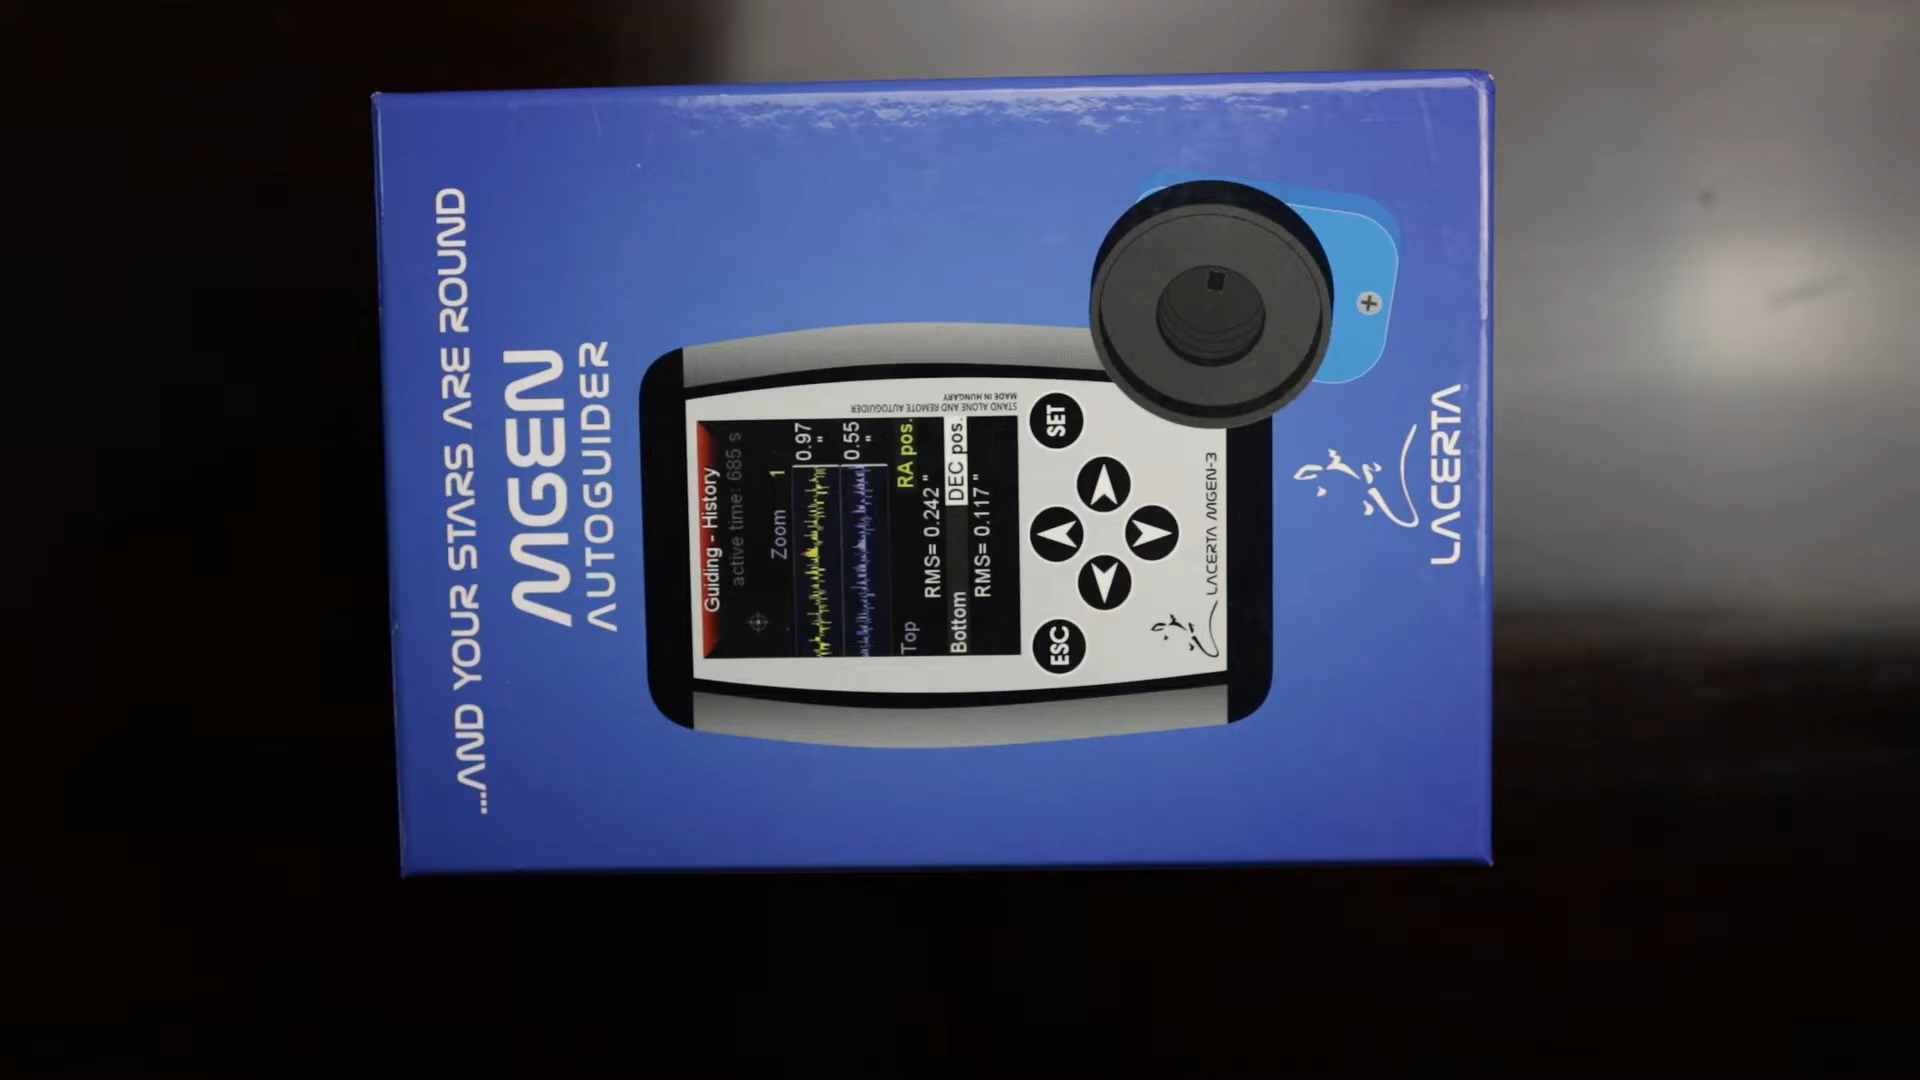 ...AND YOUR STARS ARE ROUND
MGEN
AUTOGUIDER
STAND ALONE AND REMOTE AUTOGUIDER
MADE IN HUNGARY
Guiding - History
active time: 685 s
Zoom 1
0.97 "
0.55 "
Top RA pos.
RMS= 0.242 "
Bottom DEC pos.
RMS= 0.117 "
ESC
SET
LACERTA MGEN-3
LACERTA